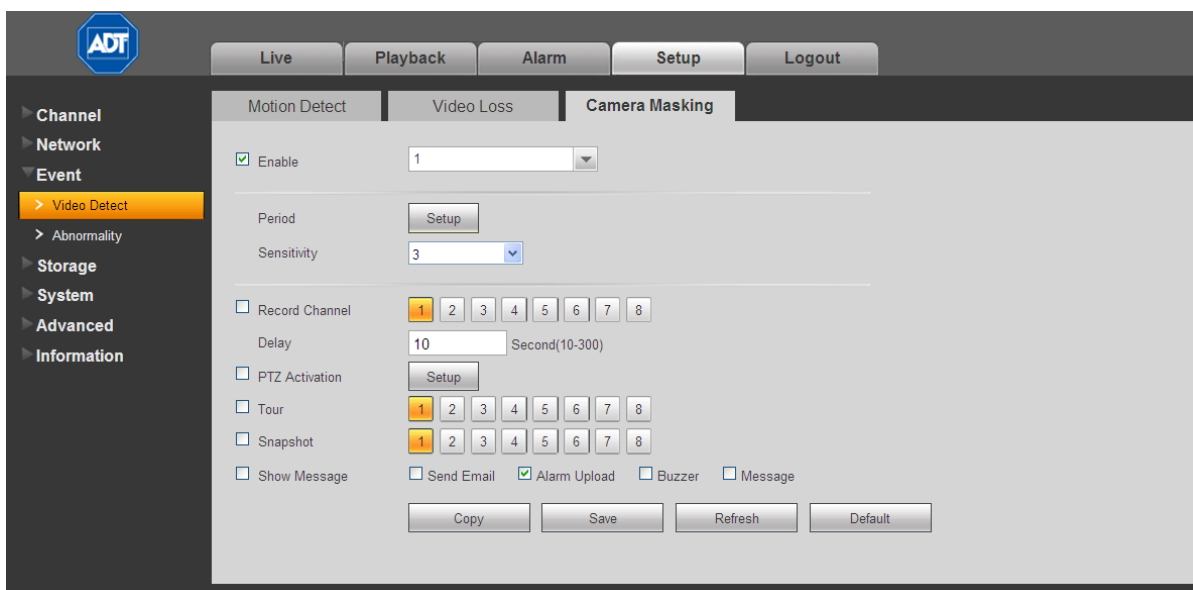 ADT
Live Playback Alarm Setup Logout
Motion Detect Video Loss Camera Masking
Channel
Network
Event
> Video Detect
> Abnormality
Storage
System
Advanced
Information
Enable 1
Period Setup
Sensitivity 3
Record Channel 1 2 3 4 5 6 7 8
Delay 10 Second(10-300)
PTZ Activation Setup
Tour 1 2 3 4 5 6 7 8
Snapshot 1 2 3 4 5 6 7 8
Show Message Send Email Alarm Upload Buzzer Message
Copy Save Refresh Default